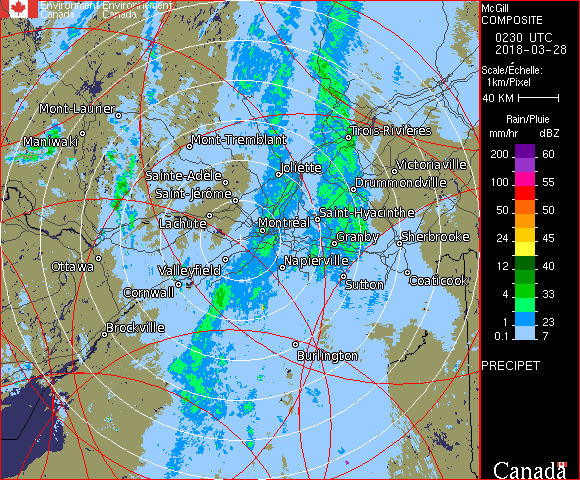 Environment Environnement
Canada Canada
McGill
COMPOSITE
0230 UTC
2018-03-28
Scale/Échelle:
1km/Pixel
40 KM
Rain/Pluie
mm/hr dBZ
200 60
100 55
50 50
24 45
12 40
4 33
1 23
0.1 7
PRECIPET
Canada
Mont-Laurier
Maniwaki
Mont-Tremblant
Trois-Rivières
Sainte-Adèle
Joliette
Victoriaville
Saint-Jérôme
Drummondville
Lachute
Montréal
Saint-Hyacinthe
Granby
Sherbrooke
Ottawa
Valleyfield
Napierville
Sutton
Coaticook
Cornwall
Brockville
Burlington